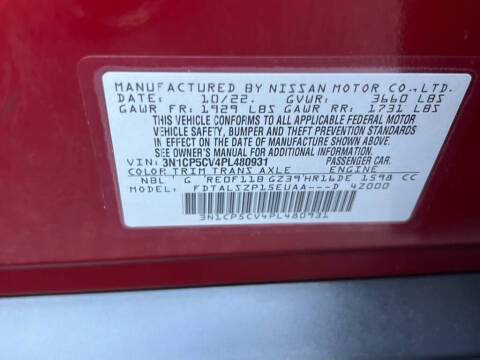 MANUFACTURED BY NISSAN MOTOR CO.,LTD.
DATE: 10/22. GVWR: 3660 LBS
GAWR FR: 1929 LBS GAWR RR: 1731 LBS
THIS VEHICLE CONFORMS TO ALL APPLICABLE FEDERAL MOTOR
VEHICLE SAFETY, BUMPER AND THEFT PREVENTION STANDARDS
IN EFFECT ON THE DATE OF MANUFACTURE SHOWN ABOVE.
FOR ADDITIONAL INFORMATION SEE OWNER'S MANUAL.
VIN: 3N1CP5CV4PL480931 PASSENGER CAR.
COLOR TRIM TRANS AXLE ENGINE
NBL G RE0F11B GZ39 HR16DE 1598 CC
MODEL: FDTALSZP15EUAA---D 4Z000
3N1CP5CV4PL480931